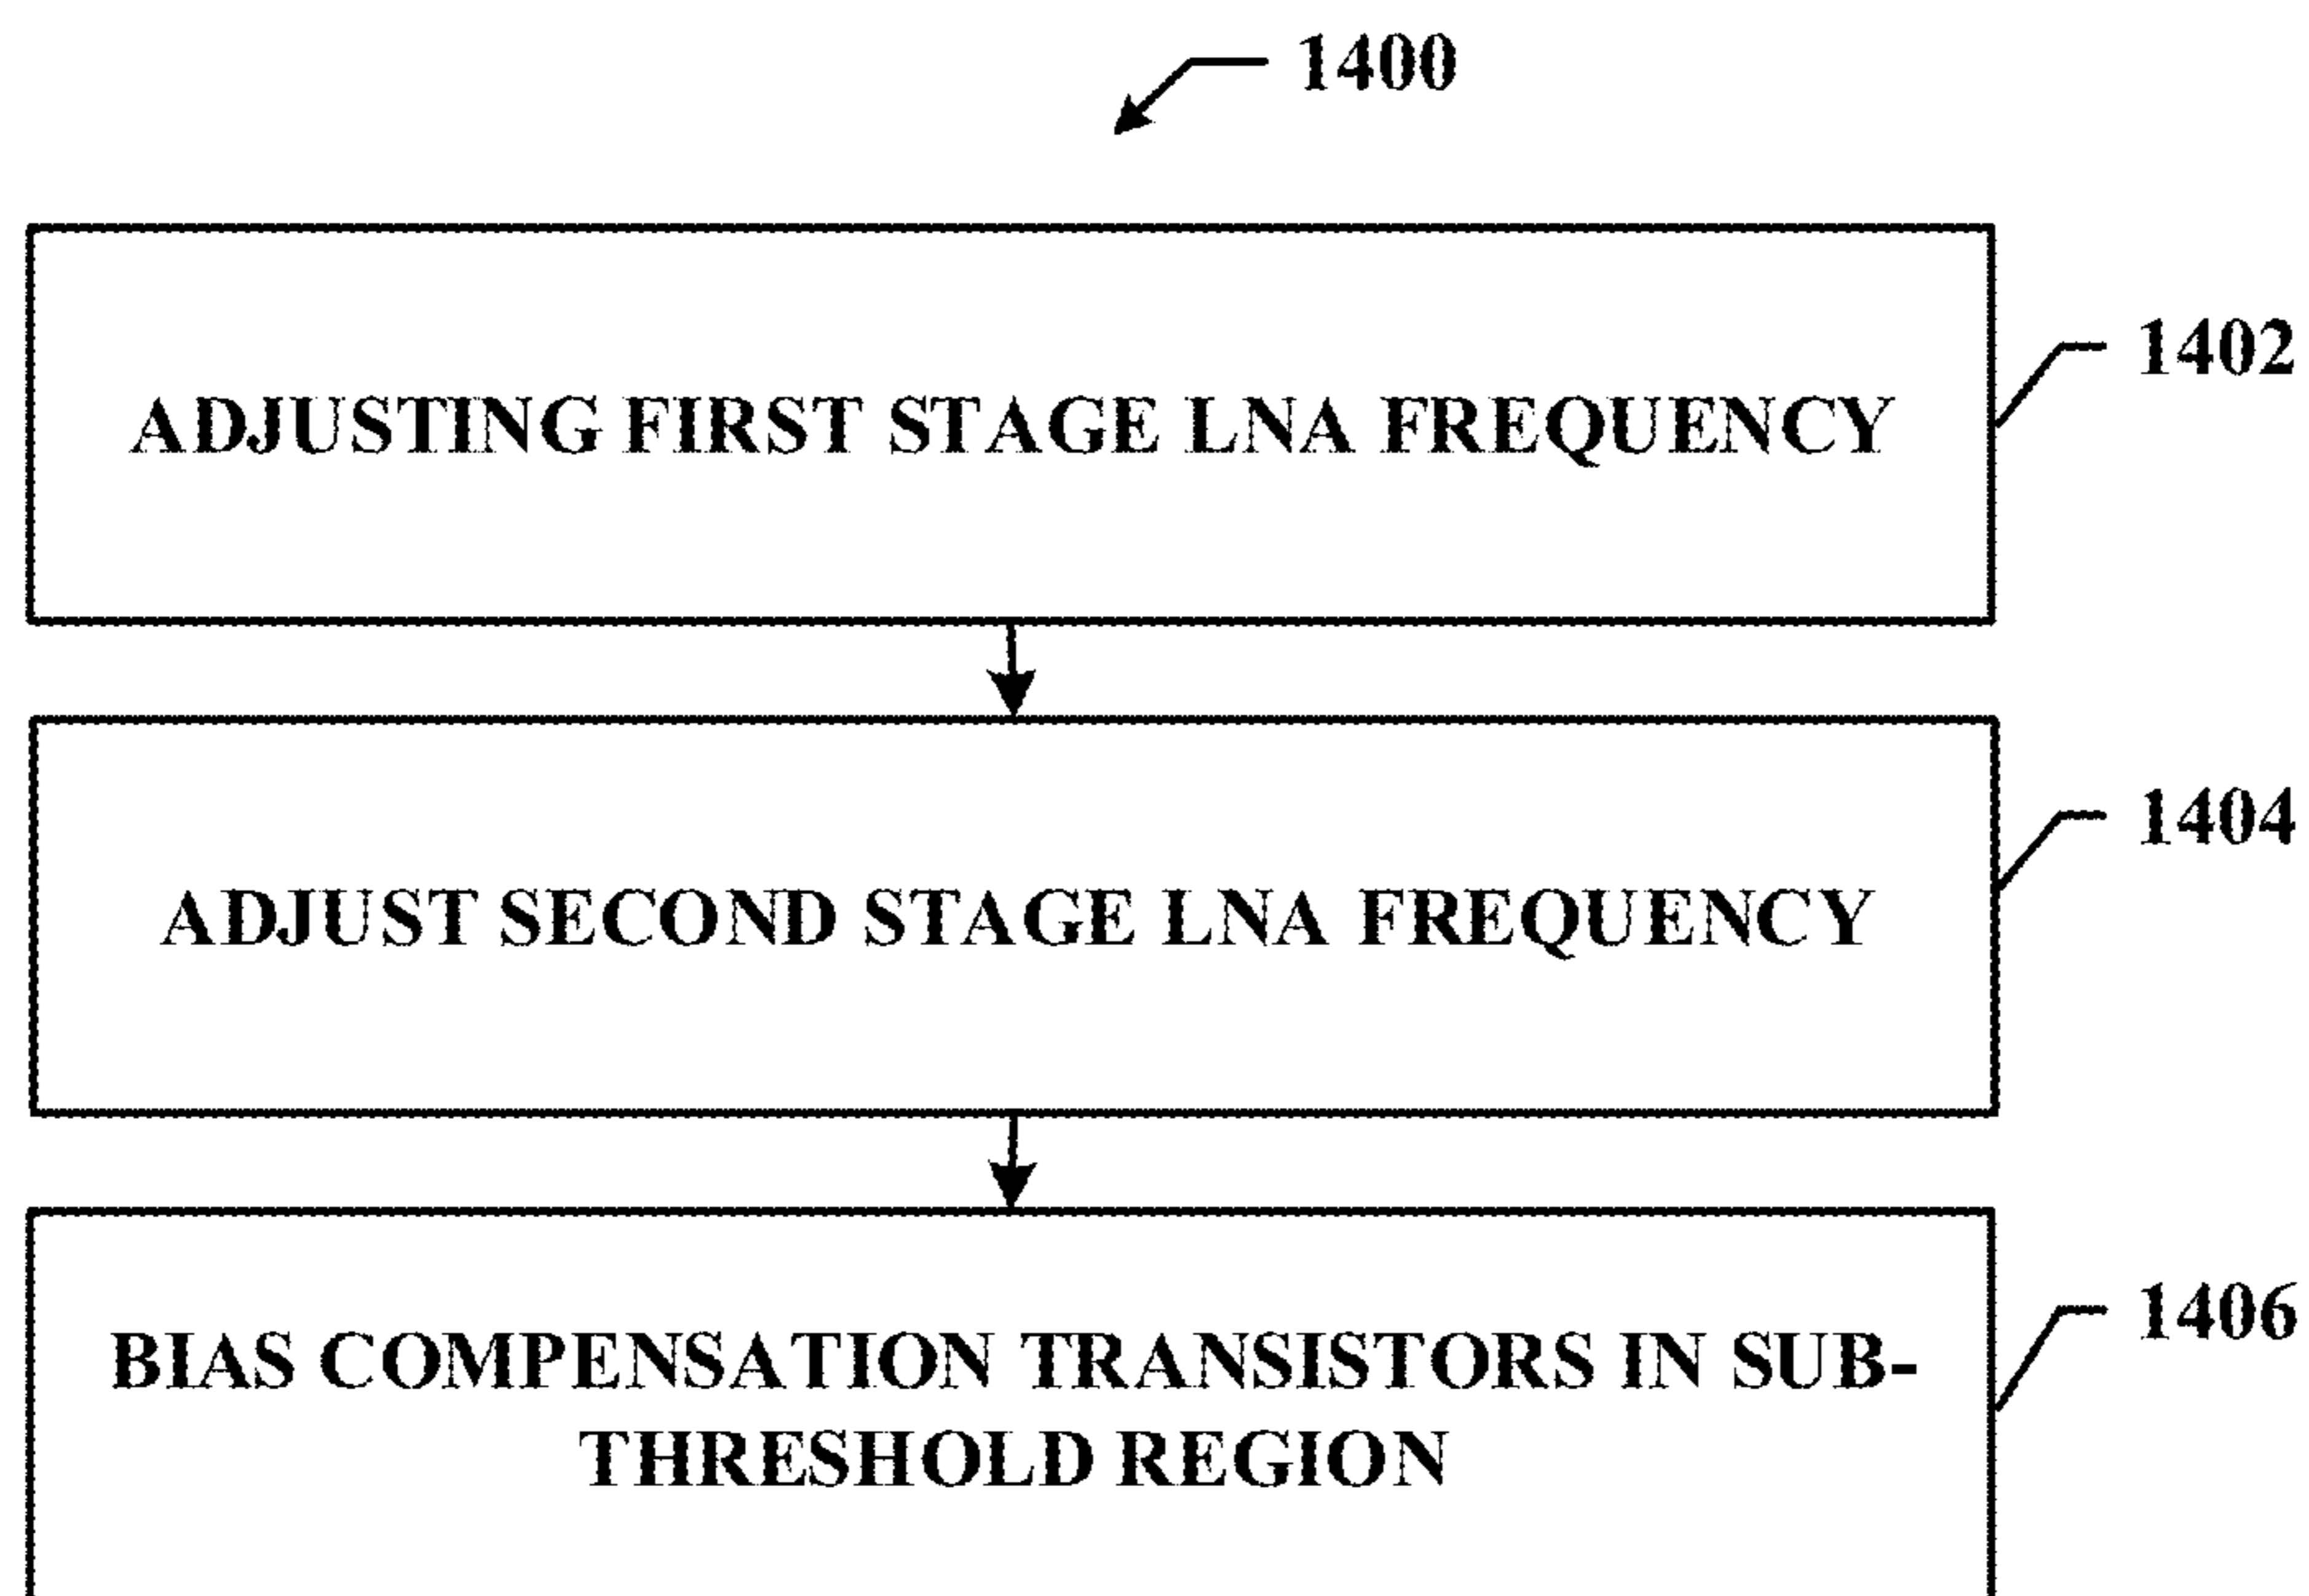 1400
1402
ADJUSTING FIRST STAGE LNA FREQUENCY
1404
ADJUST SECOND STAGE LNA FREQUENCY
1406
BIAS COMPENSATION TRANSISTORS IN SUB-
THRESHOLD REGION